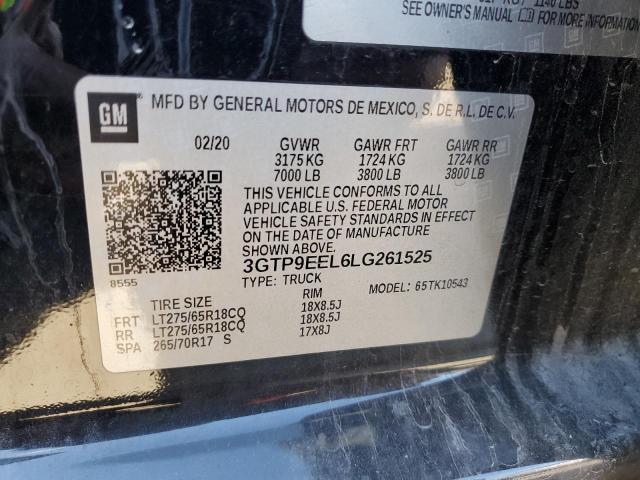 1140 LBS
SEE OWNER'S MANUAL FOR MORE INFORMATION
GM
MFD BY GENERAL MOTORS DE MEXICO, S. DE R.L. DE C.V.
02/20 GVWR GAWR FRT GAWR RR
3175 KG 1724 KG 1724 KG
7000 LB 3800 LB 3800 LB
THIS VEHICLE CONFORMS TO ALL
APPLICABLE U.S. FEDERAL MOTOR
VEHICLE SAFETY STANDARDS IN EFFECT
ON THE DATE OF MANUFACTURE
SHOWN ABOVE.
3GTP9EEL6LG261525
8555
TYPE: TRUCK MODEL: 65TK10543
TIRE SIZE RIM
FRT LT275/65R18CQ 18X8.5J
RR LT275/65R18CQ 18X8.5J
SPA 265/70R17 S 17X8J